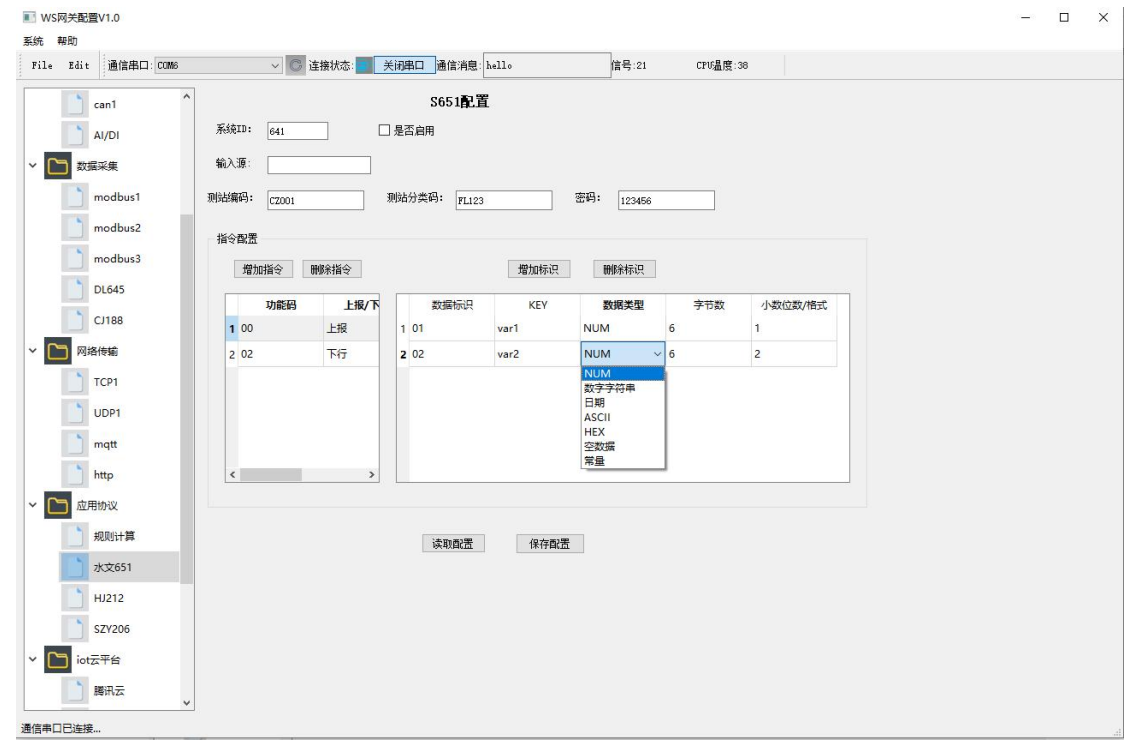 WS网关配置V1.0
系统 帮助
File Edit 通信串口: COM6 连接状态: 关闭串口 通信消息: hello 信号:21 CPU温度:38
can1
AI/DI
数据采集
modbus1
modbus2
modbus3
DL645
CJ188
网络传输
TCP1
UDP1
mqtt
http
应用协议
规则计算
水文651
HJ212
SZY206
iot云平台
腾讯云
S651配置
系统ID: 641 是否启用
输入源:
测站编码: CZ001 测站分类码: FL123 密码: 123456
指令配置
增加指令 删除指令 增加标识 删除标识
功能码 上报/下
1 00 上报
2 02 下行
数据标识 KEY 数据类型 字节数 小数位数/格式
1 01 var1 NUM 6 1
2 02 var2 NUM 6 2
NUM
数字字符串
日期
ASCII
HEX
空数据
常量
读取配置 保存配置
通信串口已连接...